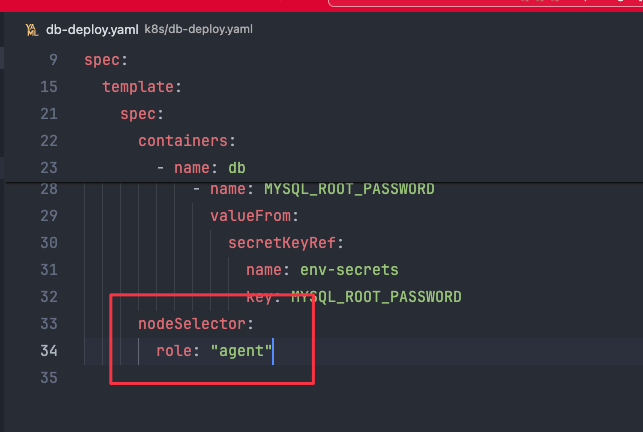 YA ML db-deploy.yaml k8s/db-deploy.yaml
9 spec:
15 template:
21 spec:
22 containers:
23 - name: db
28 - name: MYSQL_ROOT_PASSWORD
29 valueFrom:
30 secretKeyRef:
31 name: env-secrets
32 key: MYSQL_ROOT_PASSWORD
33 nodeSelector:
34 role: "agent"
35